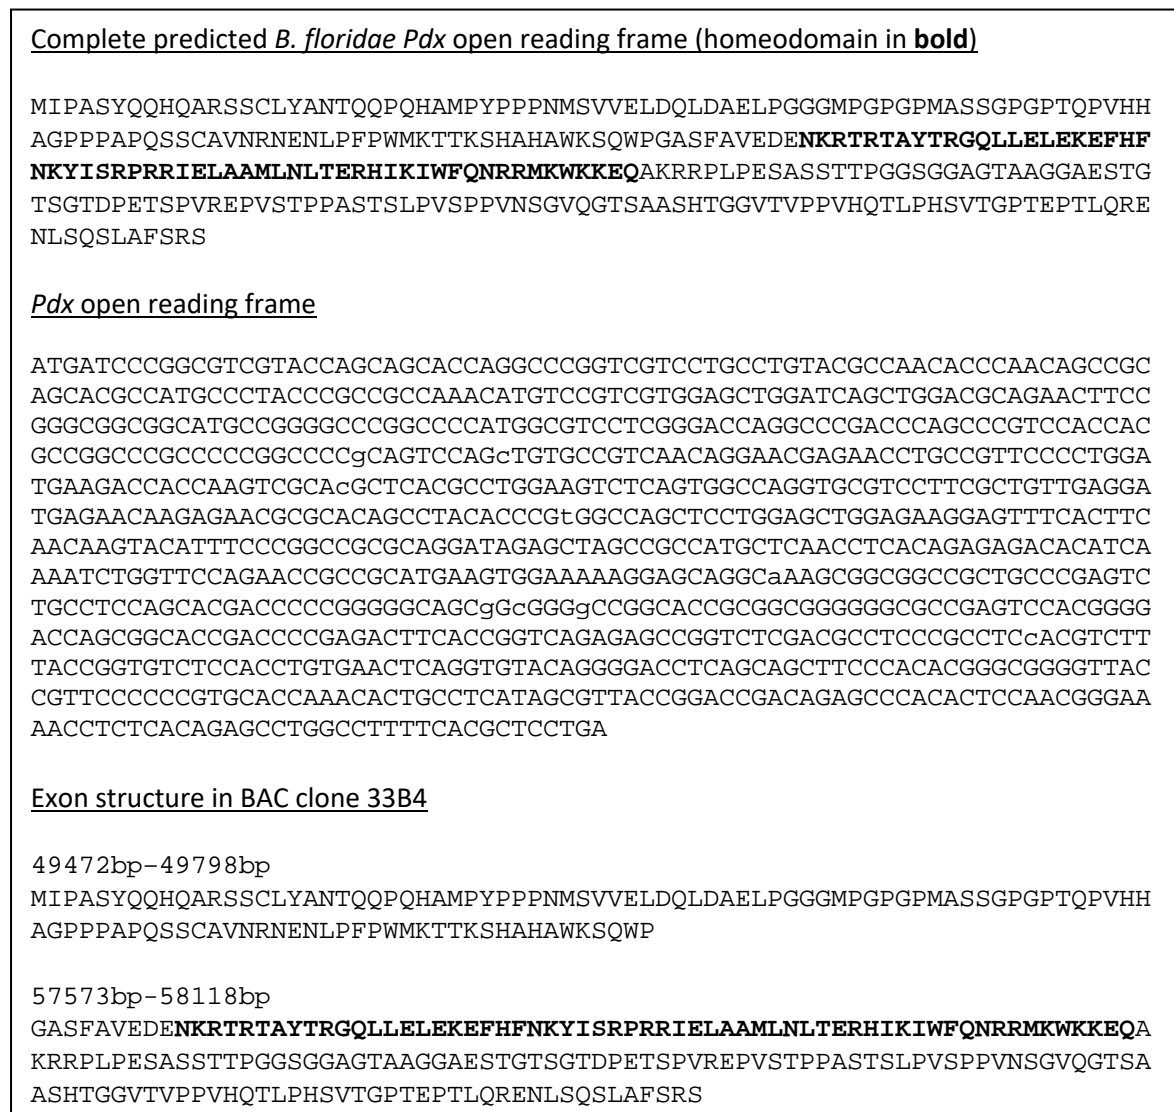 Complete predicted B. floridae Pdx open reading frame (homeodomain in bold)
MIPASYQQHQARSSCLYANTQQPQHAMPYPPPNMSVVELDQLDAELPGGGMPGPGPMASSGPGPTQPVHH
AGPPPAPQSSCAVNRNENLPFPWMKTTKSHAHAWKSQWPGASFAVEDENKRTRTAYTRGQLLELEKEFHF
NKYISRPRRIELAAMLNLTERHIKIWFQNRRMKWKKEQAKRRPLPESASSTTPGGSGGAGTAAGGAESTG
TSGTDPETSPVREPVSTPPASTSLPVSPPVNSGVQGTSAASHTGGVTVPPVHQTLPHSVTGPTEPTLQRE
NLSQSLAFSRS
Pdx open reading frame
ATGATCCCGGCGTCGTACCAGCAGCACCAGGCCCGGTCGTCCTGCCTGTACGCCAACACCCAACAGCCGC
AGCACGCCATGCCCTACCCGCCGCCAAACATGTCCGTCGTGGAGCTGGATCAGCTGGACGCAGAACTTCC
GGGCGGCGGCATGCCGGGGCCCGGCCCCATGGCGTCCTCGGGACCAGGCCCGACCCAGCCCGTCCACCAC
GCCGGCCCGCCCCCGGCCCCgCAGTCCAGcTGTGCCGTCAACAGGAACGAGAACCTGCCGTTCCCCTGGA
TGAAGACCACCAAGTCGCAcGCTCACGCCTGGAAGTCTCAGTGGCCAGGTGCGTCCTTCGCTGTTGAGGA
TGAGAACAAGAGAACGCGCACAGCCTACACCCGtGGCCAGCTCCTGGAGCTGGAGAAGGAGTTTCACTTC
AACAAGTACATTTCCCGGCCGCGCAGGATAGAGCTAGCCGCCATGCTCAACCTCACAGAGAGACACATCA
AAATCTGGTTCCAGAACCGCCGCATGAAGTGGAAAAAGGAGCAGGCaAAGCGGCGGCCGCTGCCCGAGTC
TGCCTCCAGCACGACCCCCGGGGGCAGCgGcGGGgCCGGCACCGCGGCGGGGGGCGCCGAGTCCACGGGG
ACCAGCGGCACCGACCCCGAGACTTCACCGGTCAGAGAGCCGGTCTCGACGCCTCCCGCCTCcACGTCTT
TACCGGTGTCTCCACCTGTGAACTCAGGTGTACAGGGGACCTCAGCAGCTTCCCACACGGGCGGGGTTAC
CGTTCCCCCCGTGCACCAAACACTGCCTCATAGCGTTACCGGACCGACAGAGCCCACACTCCAACGGGAA
AACCTCTCACAGAGCCTGGCCTTTTCACGCTCCTGA
Exon structure in BAC clone 33B4
49472bp–49798bp
MIPASYQQHQARSSCLYANTQQPQHAMPYPPPNMSVVELDQLDAELPGGGMPGPGPMASSGPGPTQPVHH
AGPPPAPQSSCAVNRNENLPFPWMKTTKSHAHAWKSQWP
57573bp-58118bp
GASFAVEDENKRTRTAYTRGQLLELEKEFHFNKYISRPRRIELAAMLNLTERHIKIWFQNRRMKWKKEQA
KRRPLPESASSTTPGGSGGAGTAAGGAESTGTSGTDPETSPVREPVSTPPASTSLPVSPPVNSGVQGTSA
ASHTGGVTVPPVHQTLPHSVTGPTEPTLQRENLSQSLAFSRS